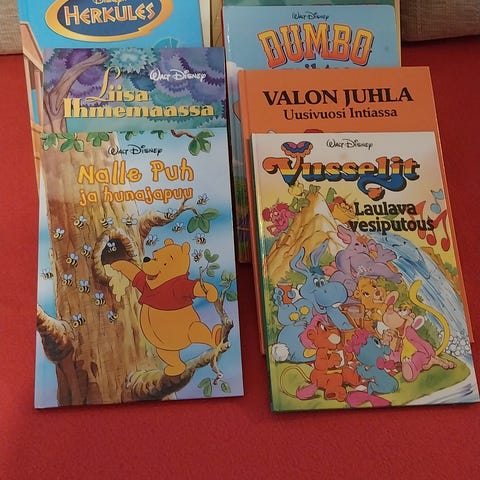 Disney
HERKULES
WALT DISNEY
Liisa
Ihmemaassa
WALT DISNEY
Nalle Puh
ja hunajapuu
WALT DISNEY
DUMBO
VALON JUHLA
Uusivuosi Intiassa
WALT DISNEY
Vusselit
Laulava
vesiputous